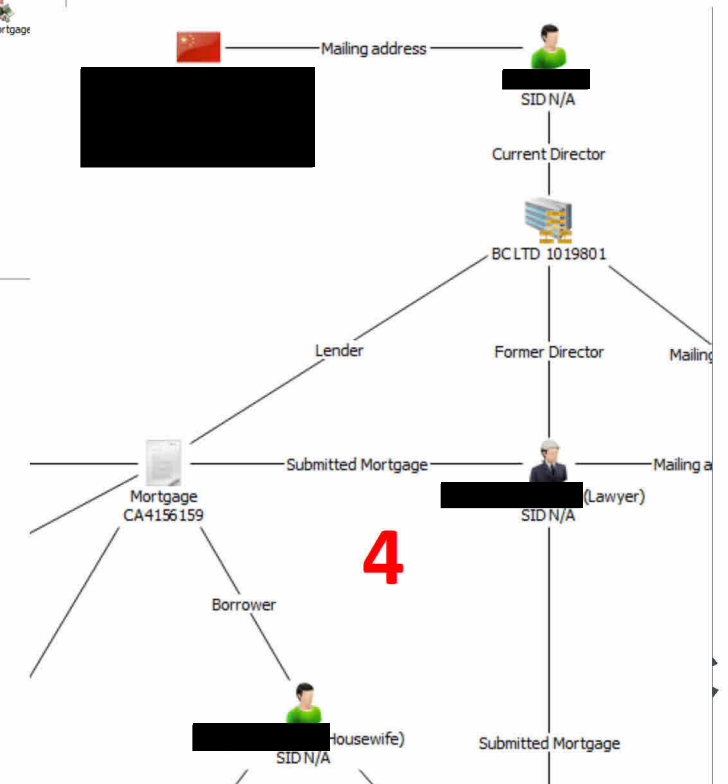 ortgage
Mailing address
SID N/A
Current Director
BC LTD 1019801
Lender
Former Director
Mailing
Submitted Mortgage
Mailing a
Mortgage
CA4156159
(Lawyer)
SID N/A
4
Borrower
Housewife)
SID N/A
Submitted Mortgage